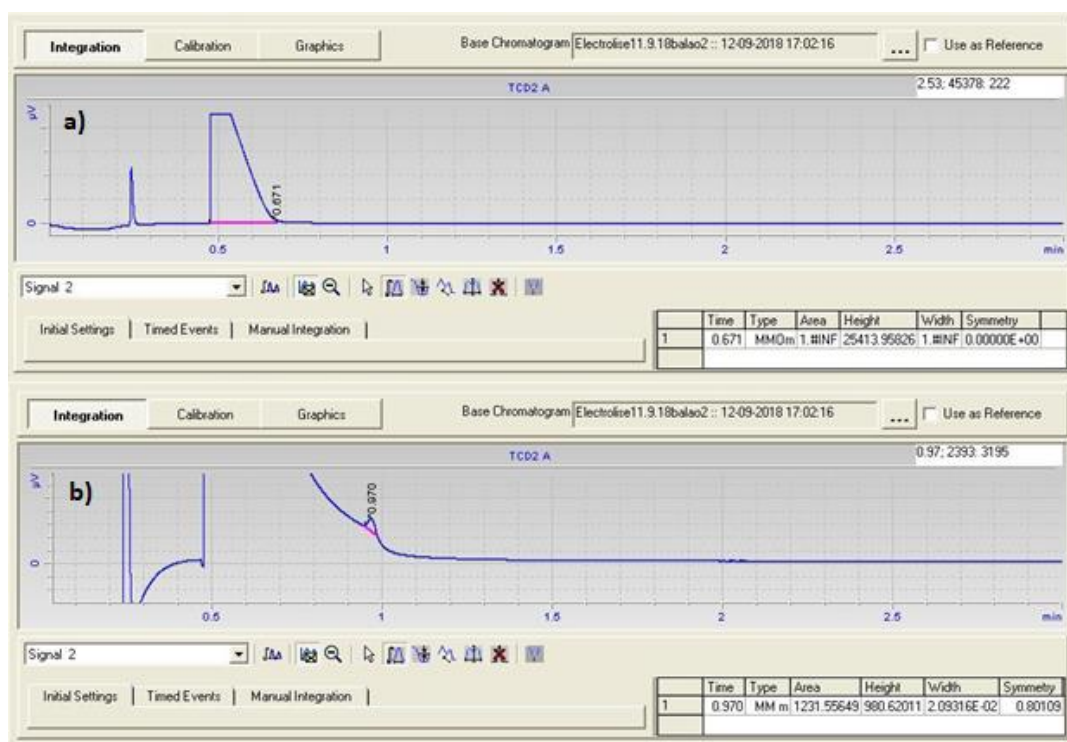 Integration Calibration Graphics Base Chromatogram Electrolise11.9.18balao2 :: 12-09-2018 17:02:16 ... Use as Reference
TCD2 A 2.53; 45378: 222
µV a)
0.671
0
0.5 1 1.5 2 2.5 min
Signal 2
Time Type Area Height Width Symmetry
Initial Settings Timed Events Manual Integration
1 0.671 MMOm 1.#INF 25413.95826 1.#INF 0.00000E+00
Integration Calibration Graphics Base Chromatogram Electrolise11.9.18balao2 :: 12-09-2018 17:02:16 ... Use as Reference
TCD2 A 0.97; 2393: 3195
µV b)
0.970
0
0.5 1 1.5 2 2.5 min
Signal 2
Time Type Area Height Width Symmetry
Initial Settings Timed Events Manual Integration
1 0.970 MM m 1231.55649 980.62011 2.09316E-02 0.80109